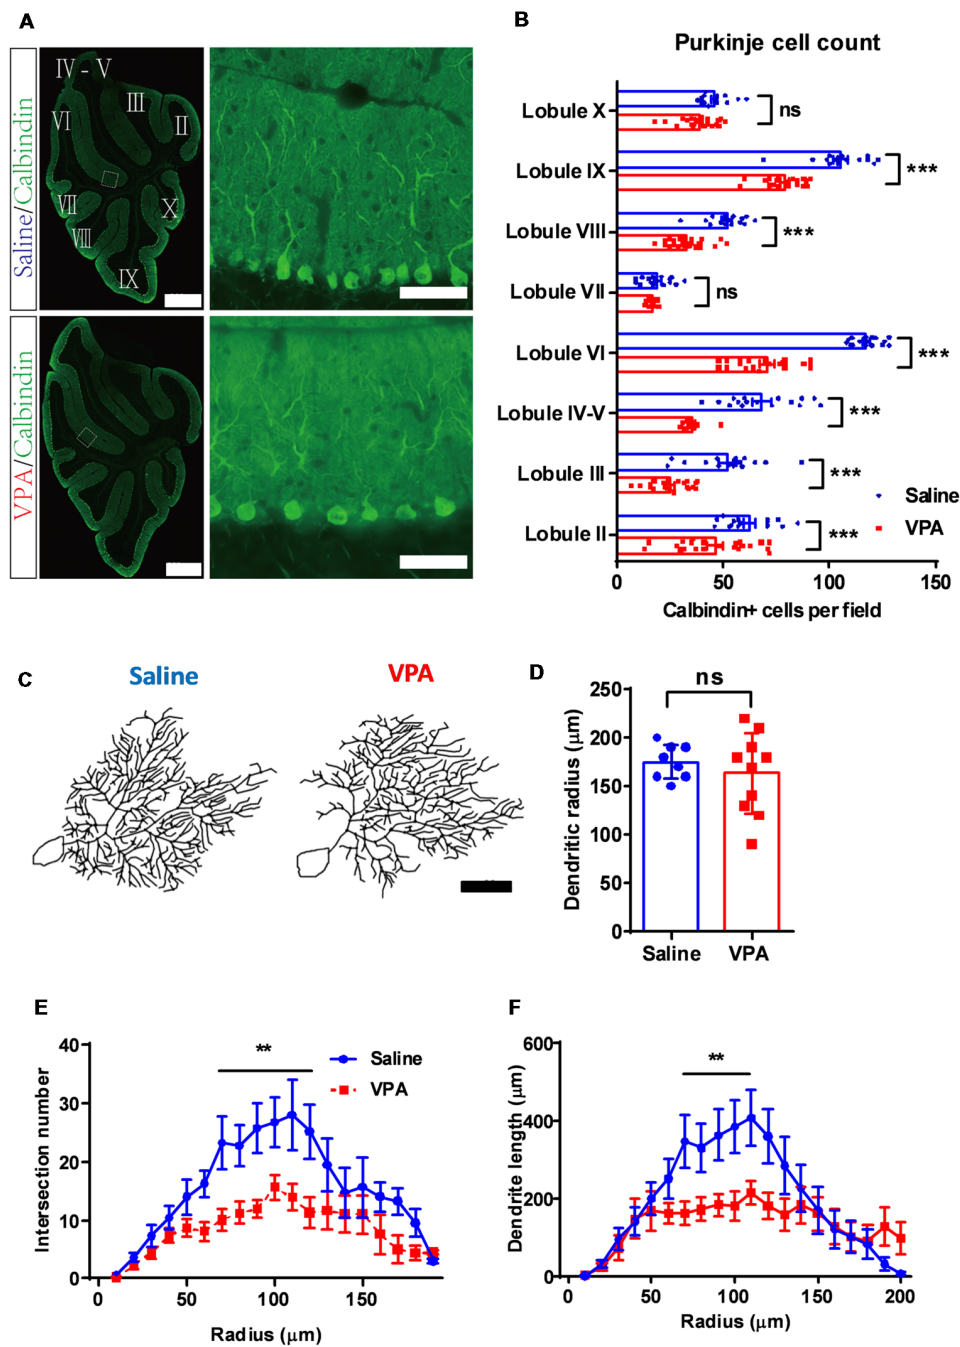 A
Saline/Calbindin
IV - V
III
II
VI
VII
X
VIII
IX
VPA/Calbindin
B
Purkinje cell count
Lobule X
ns
Lobule IX
***
Lobule VIII
***
Lobule VII
ns
Lobule VI
***
Lobule IV-V
***
Lobule III
***
Lobule II
***
Saline
VPA
0 50 100 150
Calbindin+ cells per field
C
Saline
VPA
D
ns
Dendritic radius (μm)
250
200
150
100
50
0
Saline VPA
E
Intersection number
40
30
20
10
0
**
Saline
VPA
0 50 100 150
Radius (μm)
F
Dendrite length (μm)
600
400
200
0
**
0 50 100 150 200
Radius (μm)